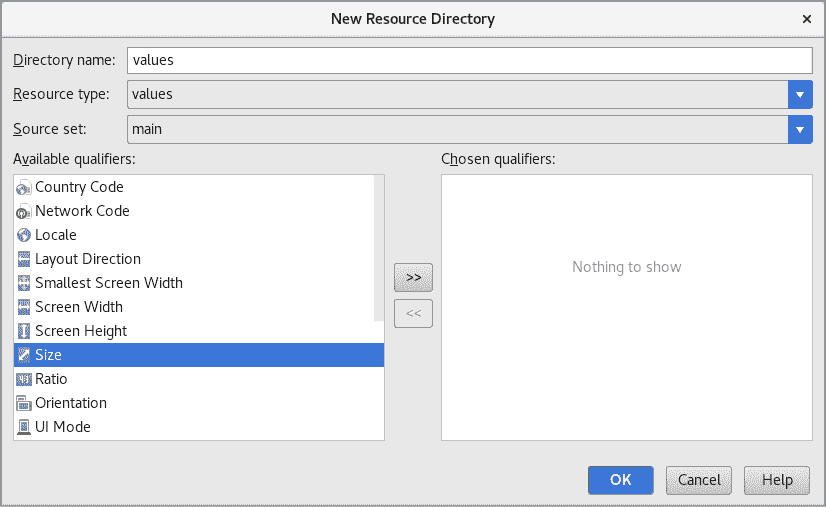 New Resource Directory
×
Directory name: values
Resource type: values
Source set: main
Available qualifiers:
Chosen qualifiers:
Country Code
Network Code
Locale
Layout Direction
Smallest Screen Width
Screen Width
Screen Height
Size
Ratio
Orientation
UI Mode
>>
<<
Nothing to show
OK
Cancel
Help